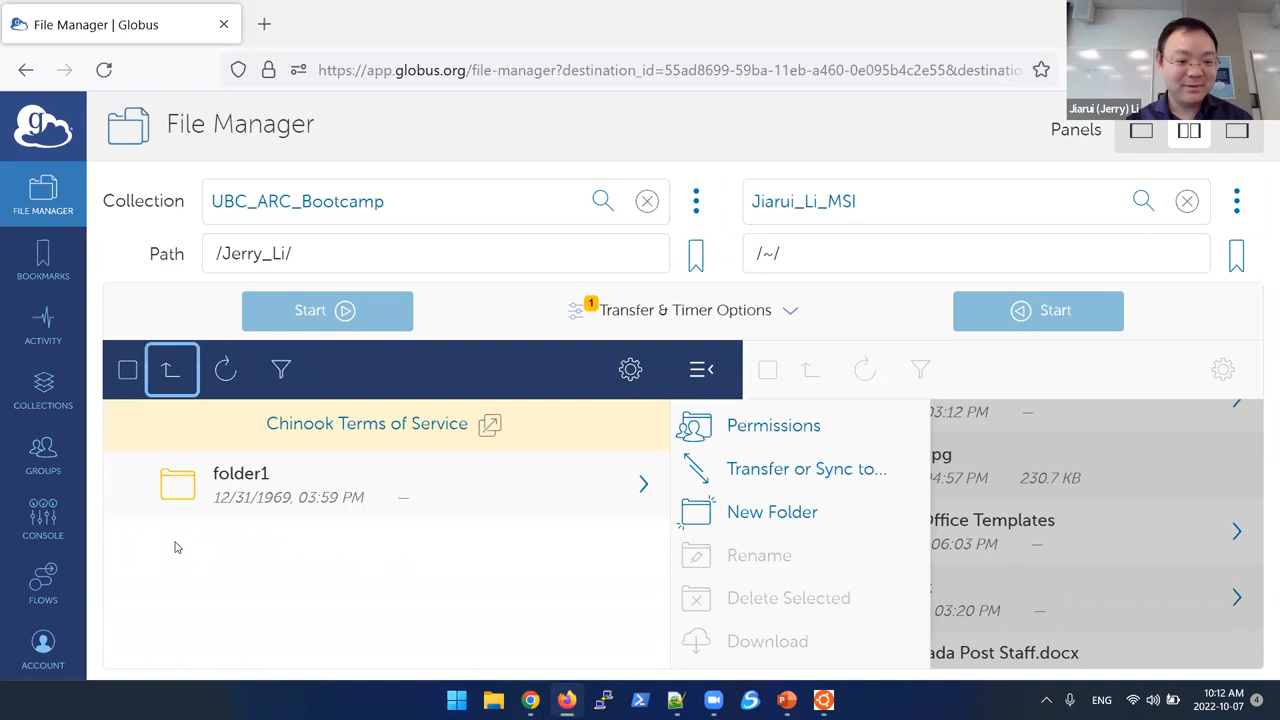 File Manager | Globus
https://app.globus.org/file-manager?destination_id=55ad8699-59ba-11eb-a460-0e095b4c2e55&destinatio
Jiarui (Jerry) Li
g
File Manager
Panels
FILE MANAGER
BOOKMARKS
ACTIVITY
COLLECTIONS
GROUPS
CONSOLE
FLOWS
ACCOUNT
Collection
UBC_ARC_Bootcamp
Jiarui_Li_MSI
Path
/Jerry_Li/
/~/
Start
1
Transfer & Timer Options
Start
Chinook Terms of Service
folder1
12/31/1969, 03:59 PM —
Permissions
Transfer or Sync to...
New Folder
Rename
Delete Selected
Download
03:12 PM —
pg
04:57 PM 230.7 KB
Office Templates
06:03 PM —
03:20 PM —
ada Post Staff.docx
ENG
10:12 AM
2022-10-07
4